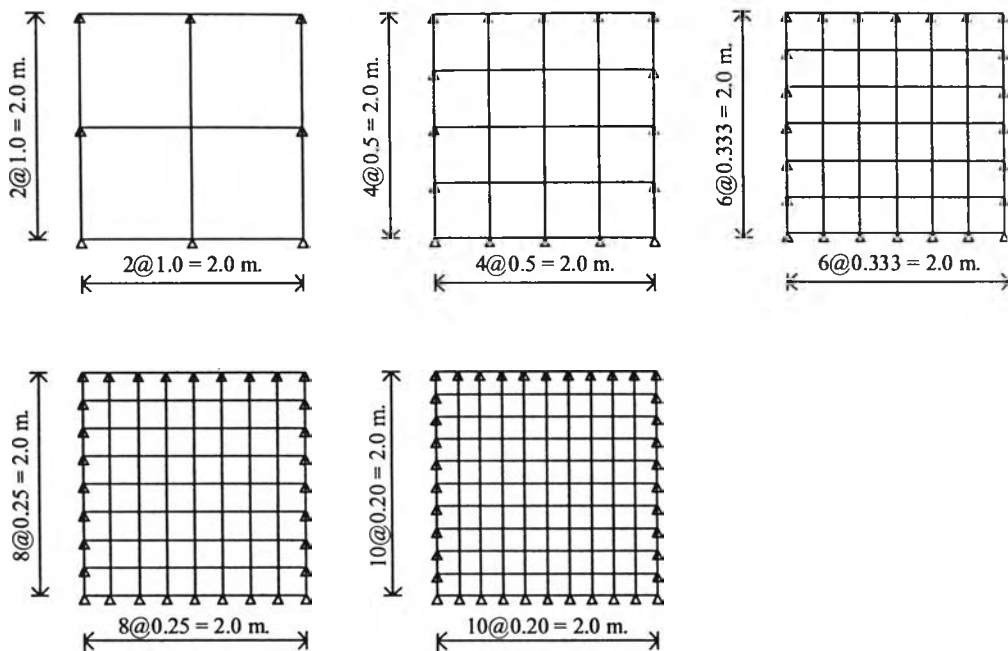 2@1.0 = 2.0 m.
2@1.0 = 2.0 m.
4@0.5 = 2.0 m.
4@0.5 = 2.0 m.
6@0.333 = 2.0 m.
6@0.333 = 2.0 m.
8@0.25 = 2.0 m.
8@0.25 = 2.0 m.
10@0.20 = 2.0 m.
10@0.20 = 2.0 m.